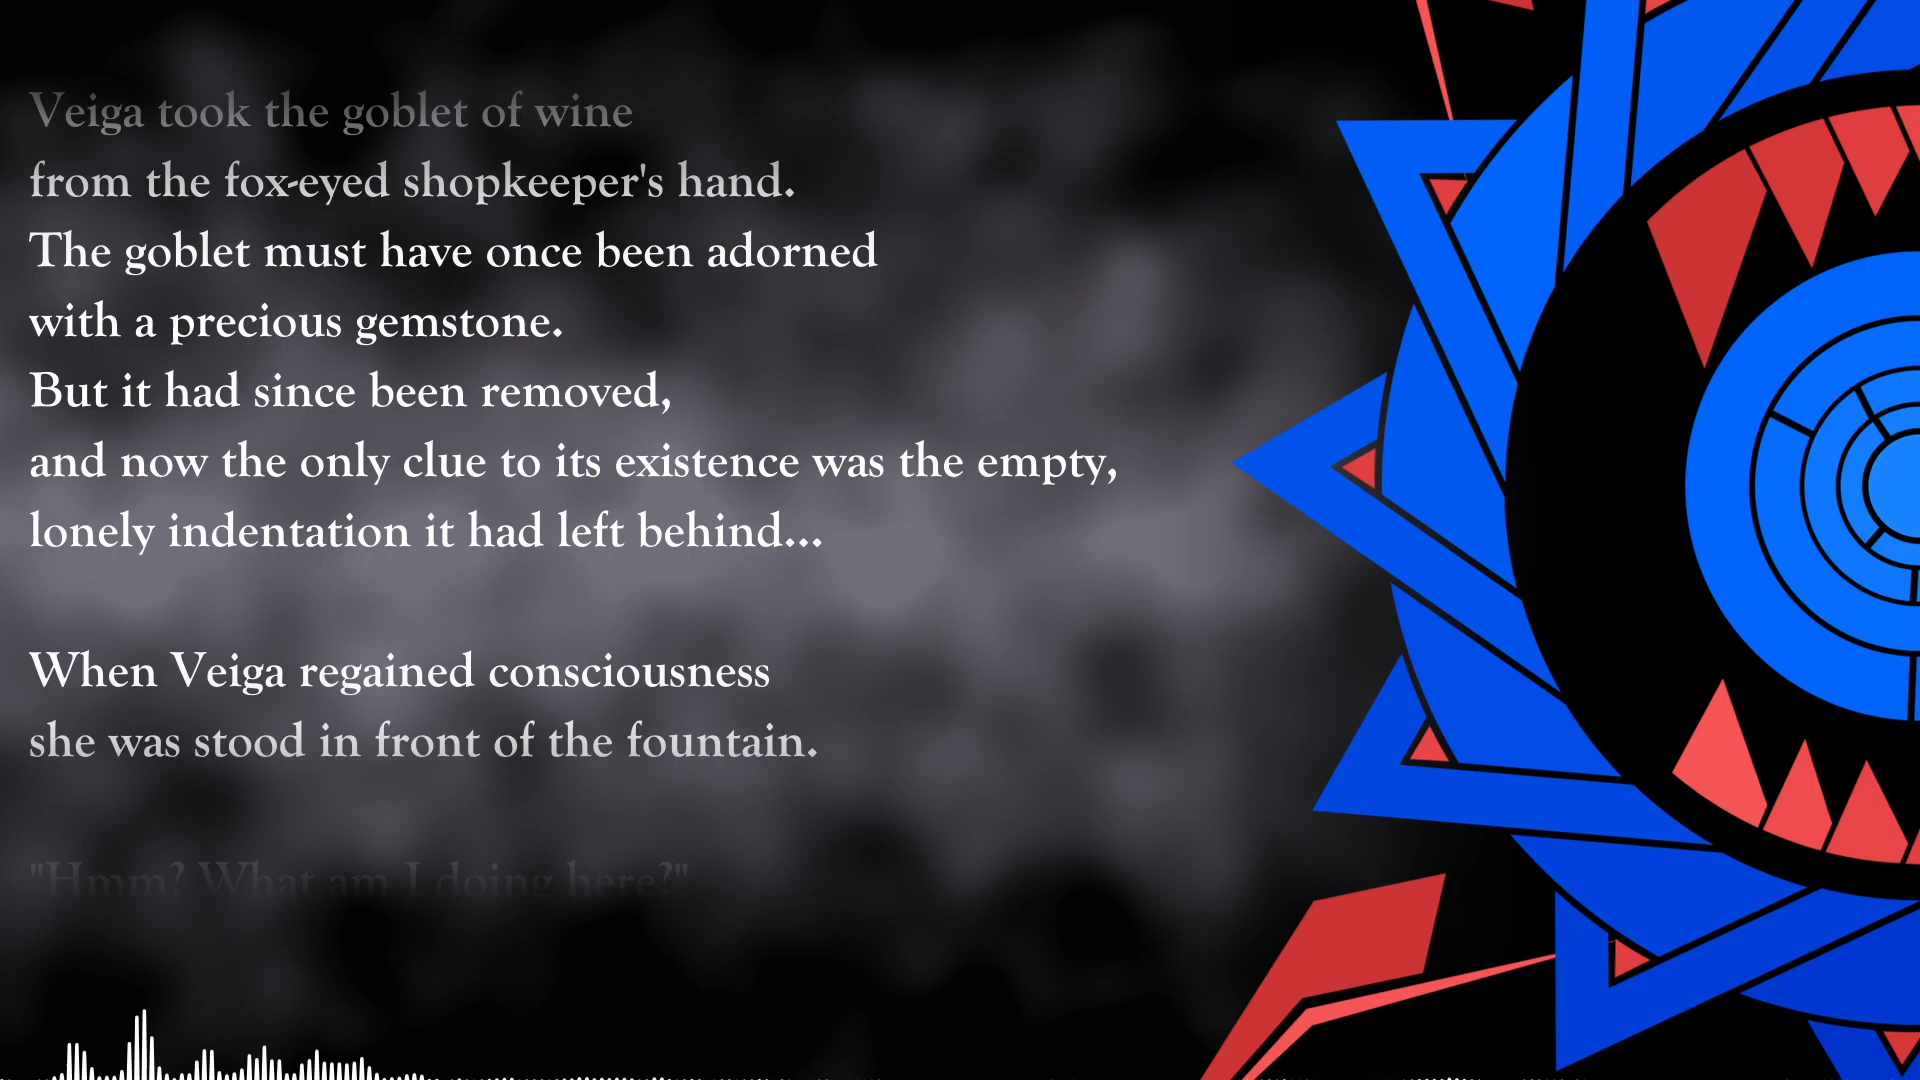 Veiga took the goblet of wine
from the fox-eyed shopkeeper's hand.
The goblet must have once been adorned
with a precious gemstone.
But it had since been removed,
and now the only clue to its existence was the empty,
lonely indentation it had left behind...
When Veiga regained consciousness
she was stood in front of the fountain.
"Hmm? What am I doing here?"